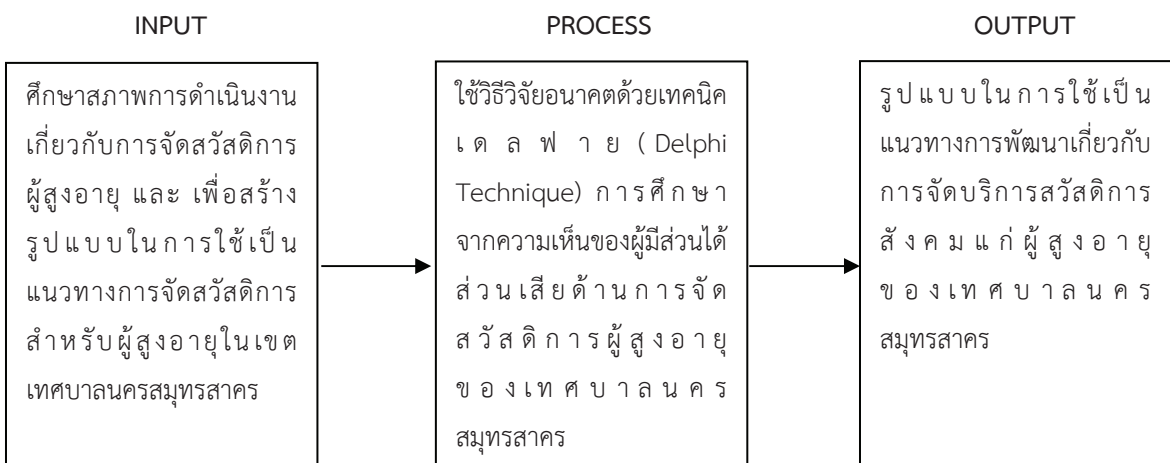 INPUT
PROCESS
OUTPUT
ศึกษาสภาพการดำเนินงาน
เกี่ยวกับการจัดสวัสดิการ
ผู้สูงอายุ และ เพื่อสร้าง
รูปแบบในการใช้เป็น
แนวทางการจัดสวัสดิการ
สำหรับผู้สูงอายุในเขต
เทศบาลนครสมุทรสาคร
ใช้วิธีวิจัยอนาคตด้วยเทคนิค
เดลฟาย (Delphi
Technique) การศึกษา
จากความเห็นของผู้มีส่วนได้
ส่วนเสียด้านการจัด
สวัสดิการผู้สูงอายุ
ของเทศบาลนคร
สมุทรสาคร
รูปแบบในการใช้เป็น
แนวทางการพัฒนาเกี่ยวกับ
การจัดบริการสวัสดิการ
สังคมแก่ผู้สูงอายุ
ของเทศบาลนคร
สมุทรสาคร